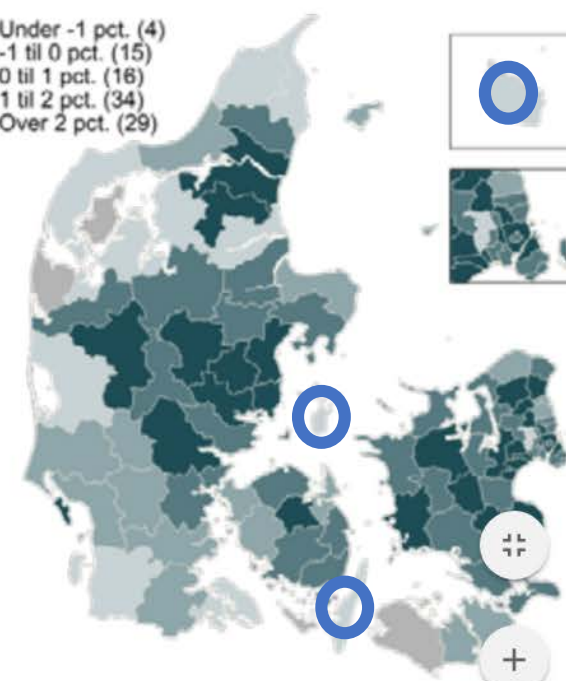 Under -1 pct. (4)
-1 til 0 pct. (15)
0 til 1 pct. (16)
1 til 2 pct. (34)
Over 2 pct. (29)